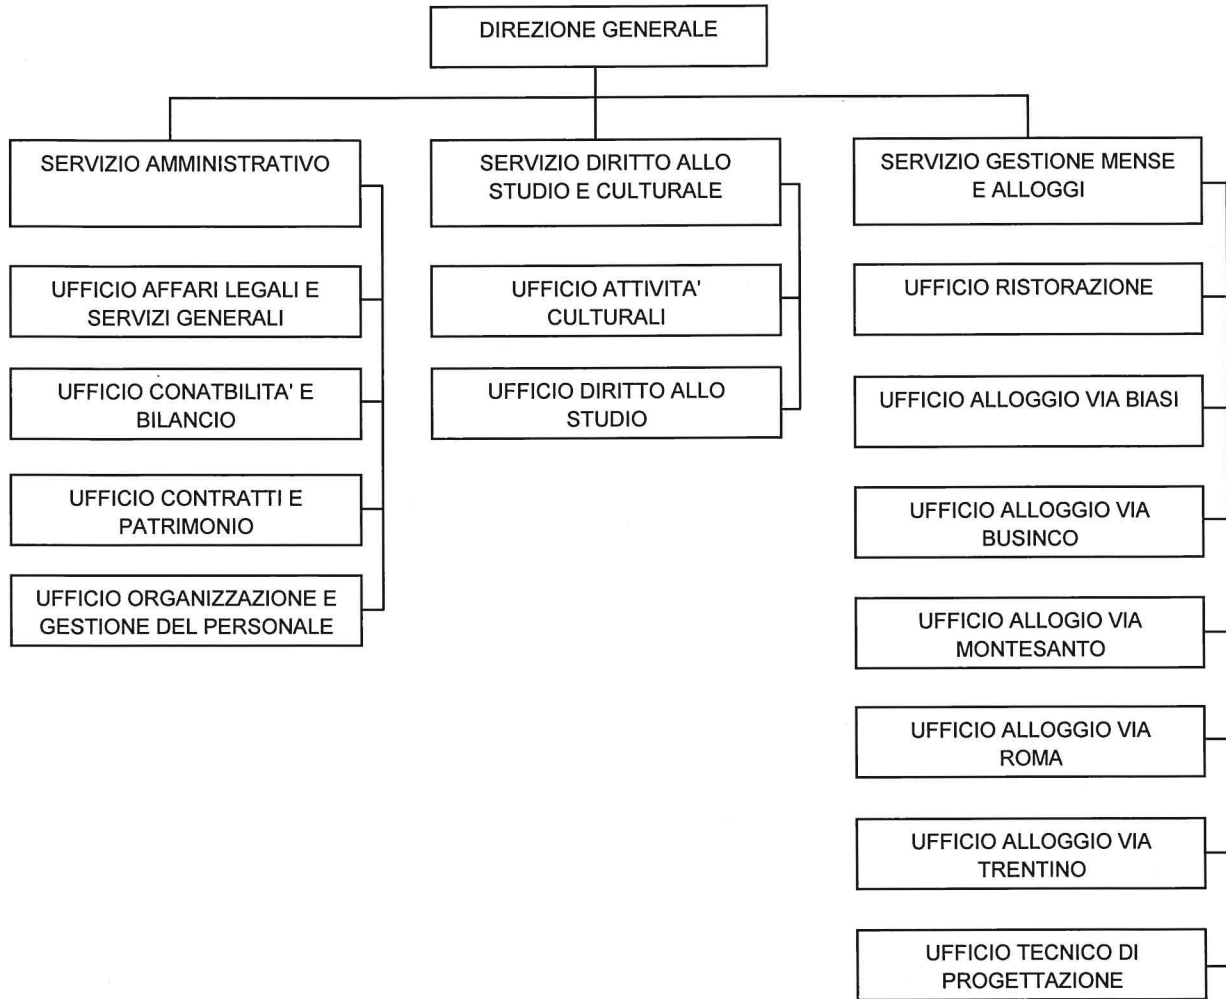 DIREZIONE GENERALE
SERVIZIO AMMINISTRATIVO
UFFICIO AFFARI LEGALI E
SERVIZI GENERALI
UFFICIO CONATBILITA' E
BILANCIO
UFFICIO CONTRATTI E
PATRIMONIO
UFFICIO ORGANIZZAZIONE E
GESTIONE DEL PERSONALE
SERVIZIO DIRITTO ALLO
STUDIO E CULTURALE
UFFICIO ATTIVITA'
CULTURALI
UFFICIO DIRITTO ALLO
STUDIO
SERVIZIO GESTIONE MENSE
E ALLOGGI
UFFICIO RISTORAZIONE
UFFICIO ALLOGGIO VIA BIASI
UFFICIO ALLOGGIO VIA
BUSINCO
UFFICIO ALLOGIO VIA
MONTESANTO
UFFICIO ALLOGGIO VIA
ROMA
UFFICIO ALLOGGIO VIA
TRENTINO
UFFICIO TECNICO DI
PROGETTAZIONE